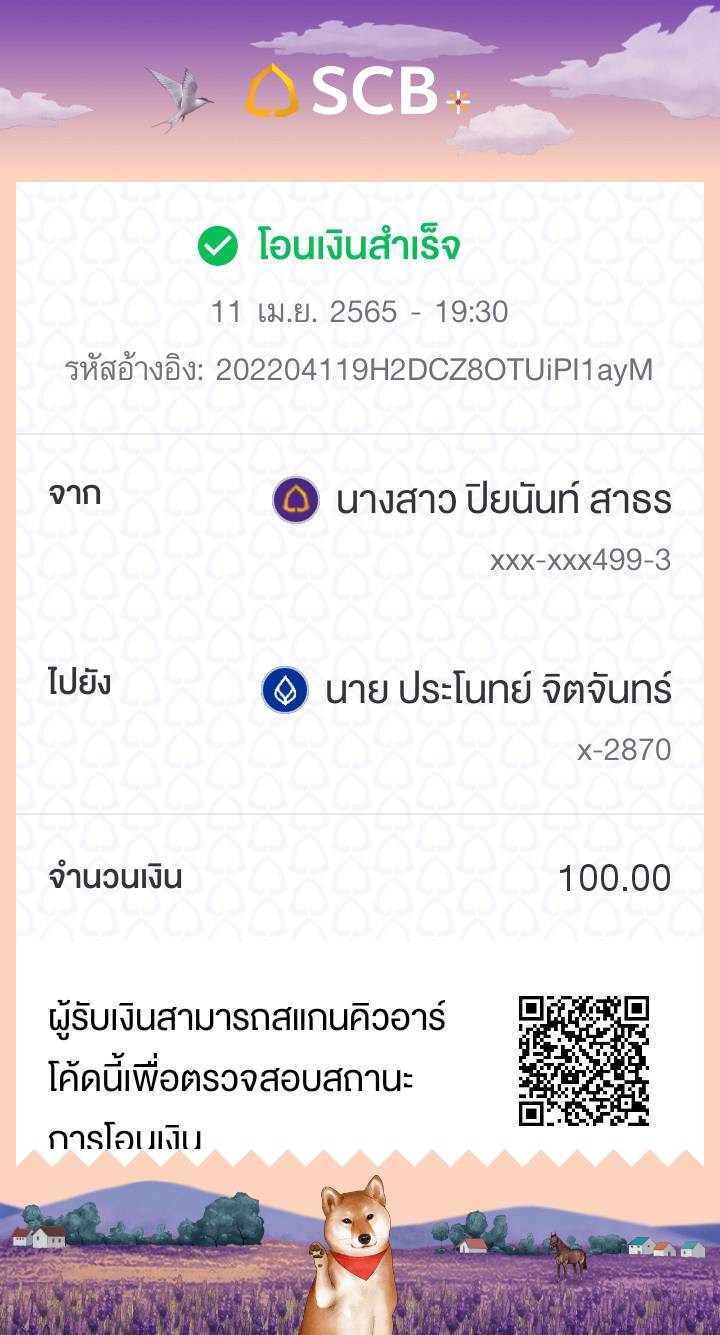 SCB
โอนเงินสำเร็จ
11 เม.ย. 2565 - 19:30
รหัสอ้างอิง: 202204119H2DCZ8OTUiPI1ayM
จาก
นางสาว ปิยนันท์ สาธร
xxx-xxx499-3
ไปยัง
นาย ประโนทย์ จิตจันทร์
x-2870
จำนวนเงิน
100.00
ผู้รับเงินสามารถสแกนคิวอาร์
โค้ดนี้เพื่อตรวจสอบสถานะ
การโอนเงิน